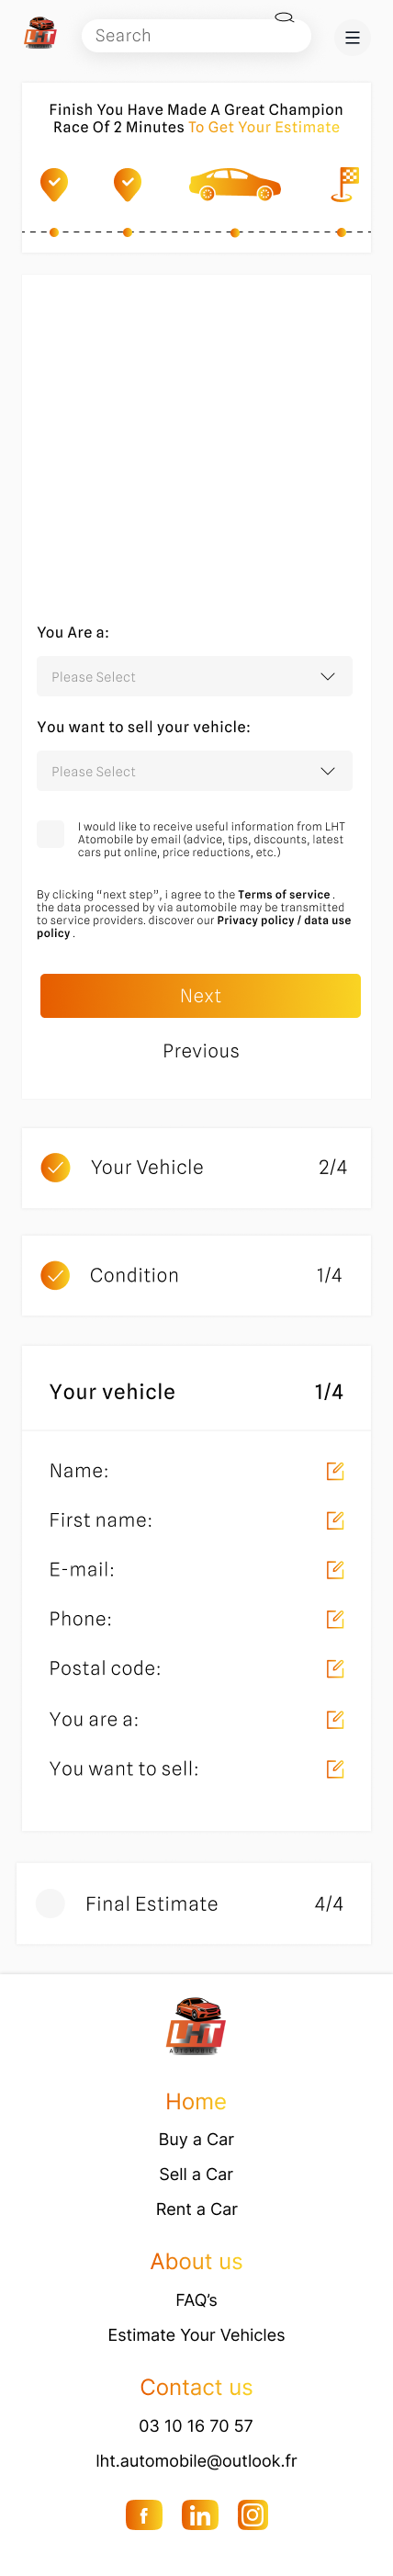 LHT
Search
Finish You Have Made A Great Champion
Race Of 2 Minutes To Get Your Estimate
You Are a:
Please Select
You want to sell your vehicle:
Please Select
I would like to receive useful information from LHT
Atomobile by email (advice, tips, discounts, latest
cars put online, price reductions, etc.)
By clicking “next step”, i agree to the Terms of service .
the data processed by via automobile may be transmitted
to service providers. discover our Privacy policy / data use
policy .
Next
Previous
Your Vehicle 2/4
Condition 1/4
Your vehicle 1/4
Name:
First name:
E-mail:
Phone:
Postal code:
You are a:
You want to sell:
Final Estimate 4/4
LHT
AUTOMOBILE
Home
Buy a Car
Sell a Car
Rent a Car
About us
FAQ’s
Estimate Your Vehicles
Contact us
03 10 16 70 57
lht.automobile@outlook.fr